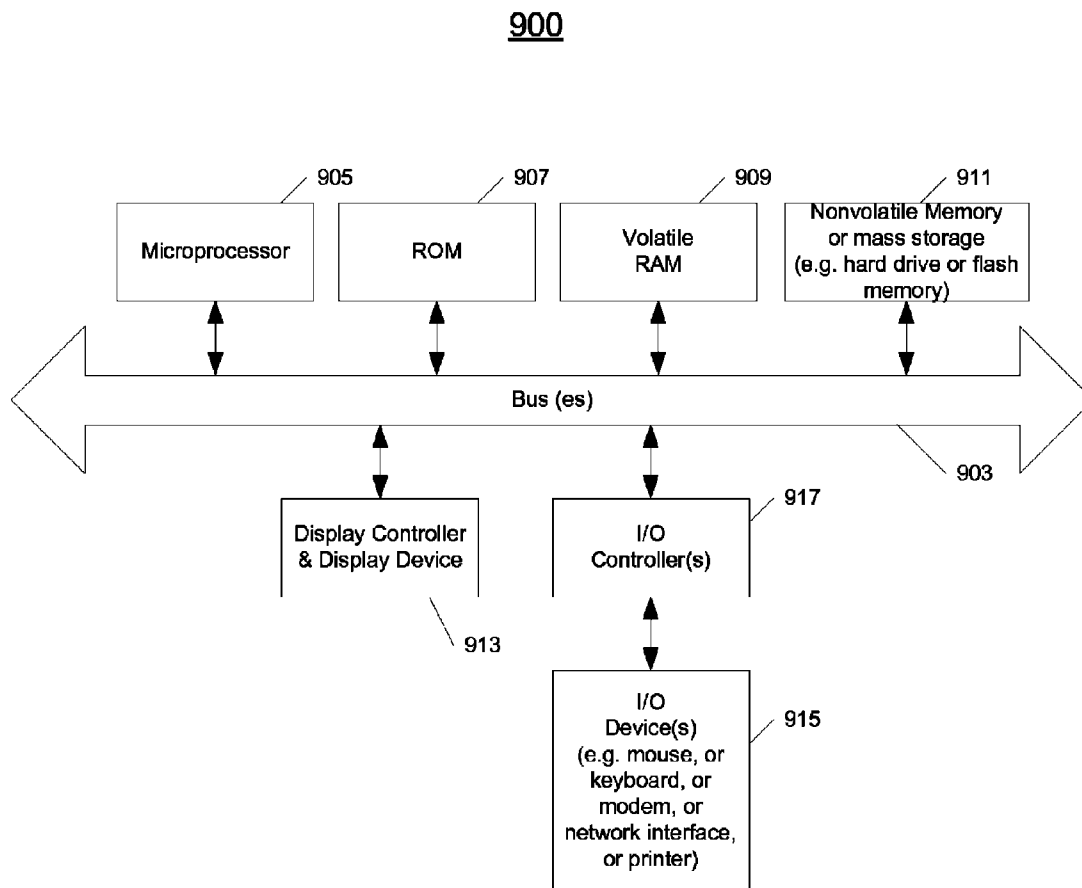 900
905
907
909
911
Microprocessor
ROM
Volatile
RAM
Nonvolatile Memory
or mass storage
(e.g. hard drive or flash
memory)
Bus (es)
903
917
Display Controller
& Display Device
I/O
Controller(s)
913
915
I/O
Device(s)
(e.g. mouse, or
keyboard, or
modem, or
network interface,
or printer)